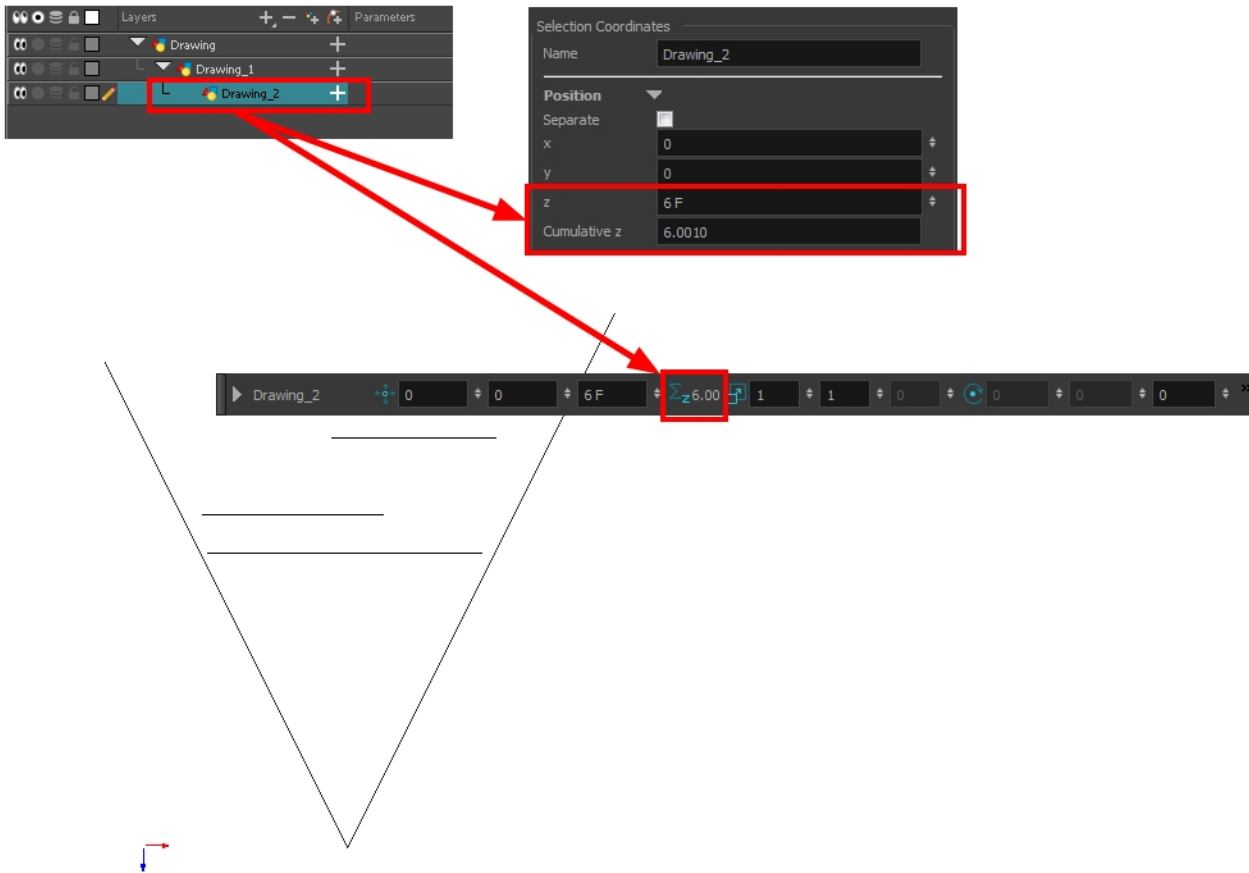 Layers Parameters
Drawing
Drawing_1
Drawing_2
Selection Coordinates
Name Drawing_2
Position
Separate
x 0
y 0
z 6 F
Cumulative z 6.0010
Drawing_2 0 0 6 F Σz6.00 1 1 0 0 0 0 »